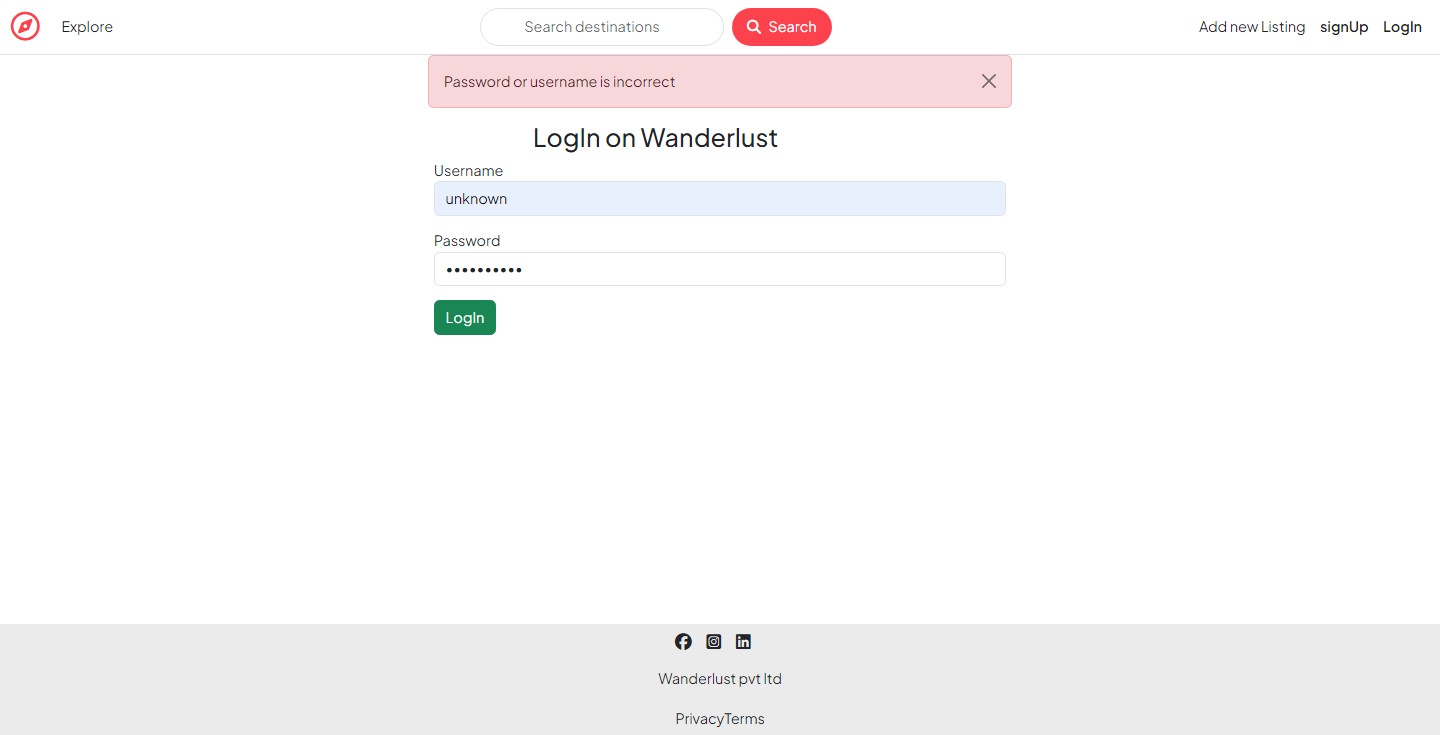 Explore Search destinations Search Add new Listing signUp LogIn
Password or username is incorrect
LogIn on Wanderlust
Username
unknown
Password
••••••••••
LogIn
Wanderlust pvt ltd
PrivacyTerms